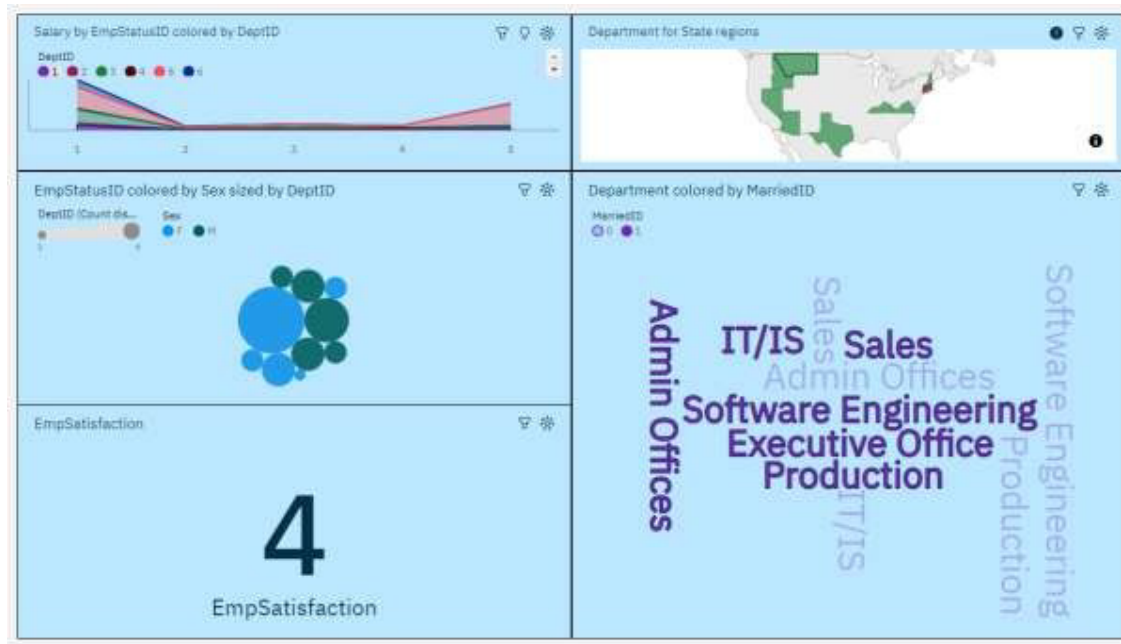 Salary by EmpStatusID colored by DeptID
DeptID
1 2 3 4 5 6
1 2 3 4 5
Department for State regions
EmpStatusID colored by Sex sized by DeptID
DeptID (Count dis...
Sex
F M
Department colored by MarriedID
MarriedID
0 1
Admin Offices
IT/IS
Sales
Sales
Admin Offices
Software Engineering
Executive Office
Production
IT/IS
Production
Software Engineering
EmpSatisfaction
4
EmpSatisfaction